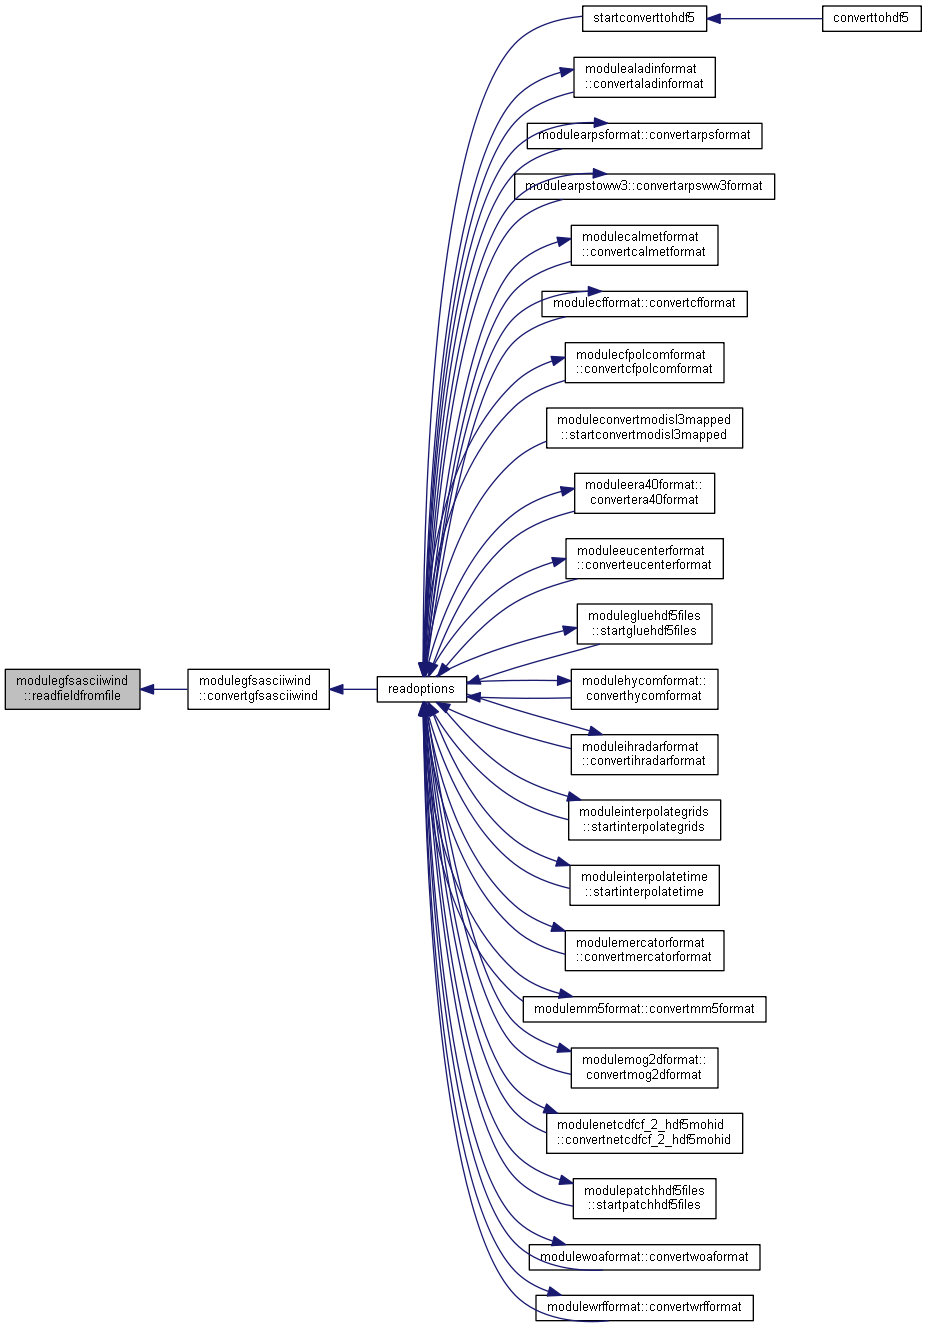 startconverttohdf5
converttohdf5
modulealadinformat
::convertaladinformat
modulearpsformat::convertarpsformat
modulearpstoww3::convertarpsww3format
modulecalmetformat
::convertcalmetformat
modulecfformat::convertcfformat
modulecfpolcomformat
::convertcfpolcomformat
moduleconvertmodisl3mapped
::startconvertmodisl3mapped
moduleera40format::
convertera40format
moduleeucenterformat
::converteucenterformat
modulegluehdf5files
::startgluehdf5files
modulegfsasciiwind
::readfieldfromfile
modulegfsasciiwind
::convertgfsasciiwind
readoptions
modulehycomformat::
converthycomformat
moduleihradarformat
::convertihradarformat
moduleinterpolategrids
::startinterpolategrids
moduleinterpolatetime
::startinterpolatetime
modulemercatorformat
::convertmercatorformat
modulemm5format::convertmm5format
modulemog2dformat::
convertmog2dformat
modulenetcdfcf_2_hdf5mohid
::convertnetcdfcf_2_hdf5mohid
modulepatchhdf5files
::startpatchhdf5files
modulewoaformat::convertwoaformat
modulewrfformat::convertwrfformat